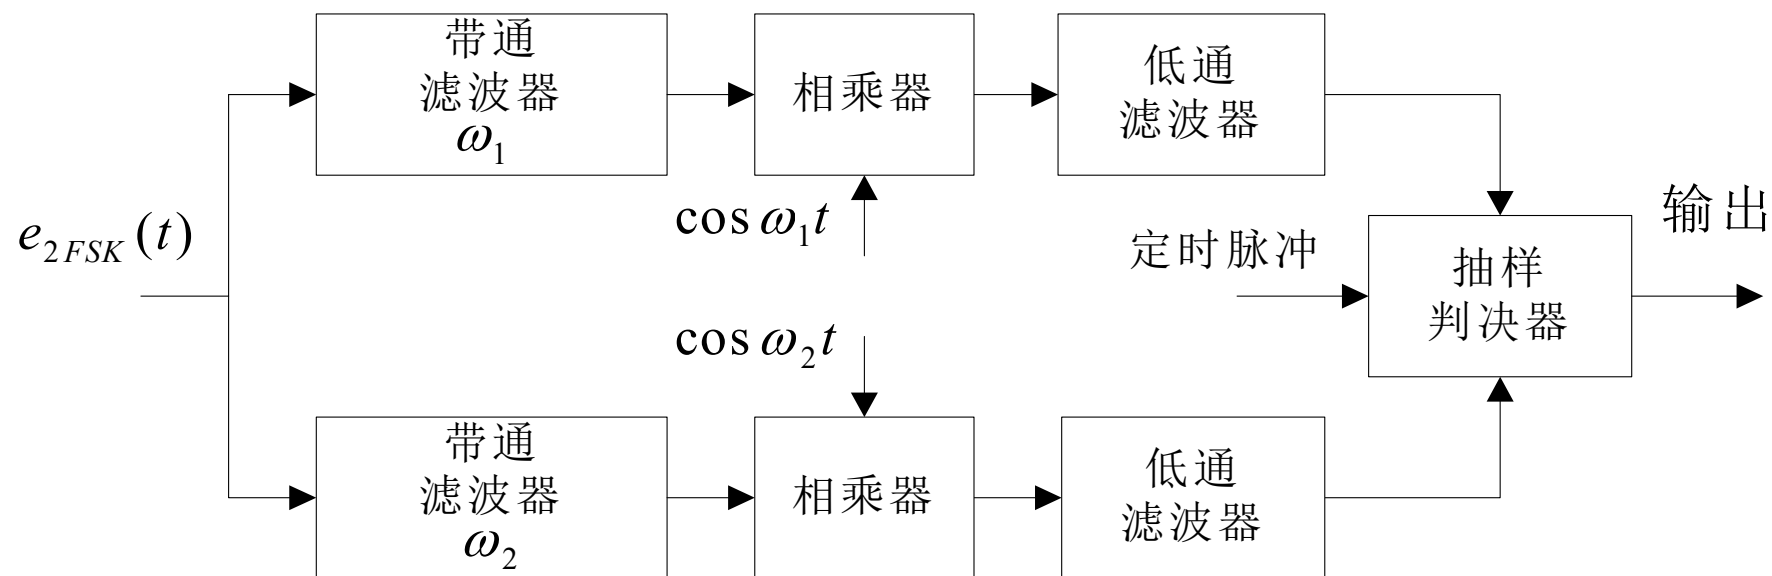 带通
滤波器
ω₁
相乘器
低通
滤波器
cos ω₁t
e₂FSK(t)
定时脉冲
抽样
判决器
输出
cos ω₂t
带通
滤波器
ω₂
相乘器
低通
滤波器